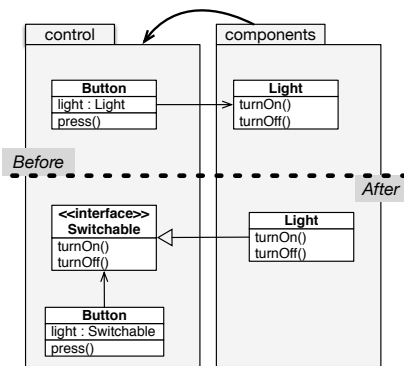 control
components
Button
light : Light
press()
Light
turnOn()
turnOff()
Before
After
<<interface>>
Switchable
turnOn()
turnOff()
Light
turnOn()
turnOff()
Button
light : Switchable
press()